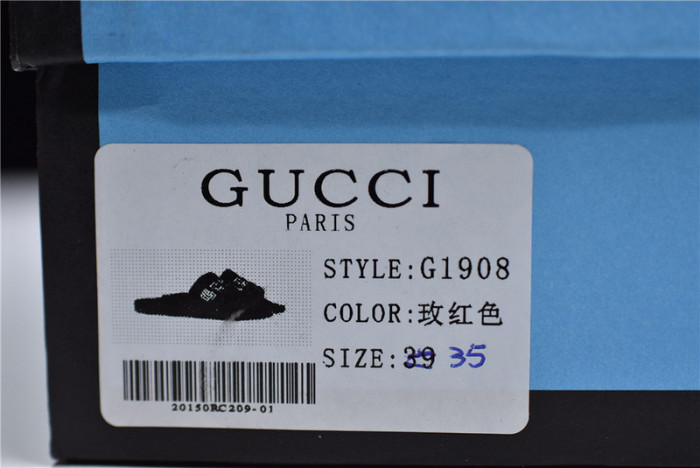 GUCCI
PARIS
STYLE:G1908
COLOR:玫红色
SIZE:39 35
20150RC209-01